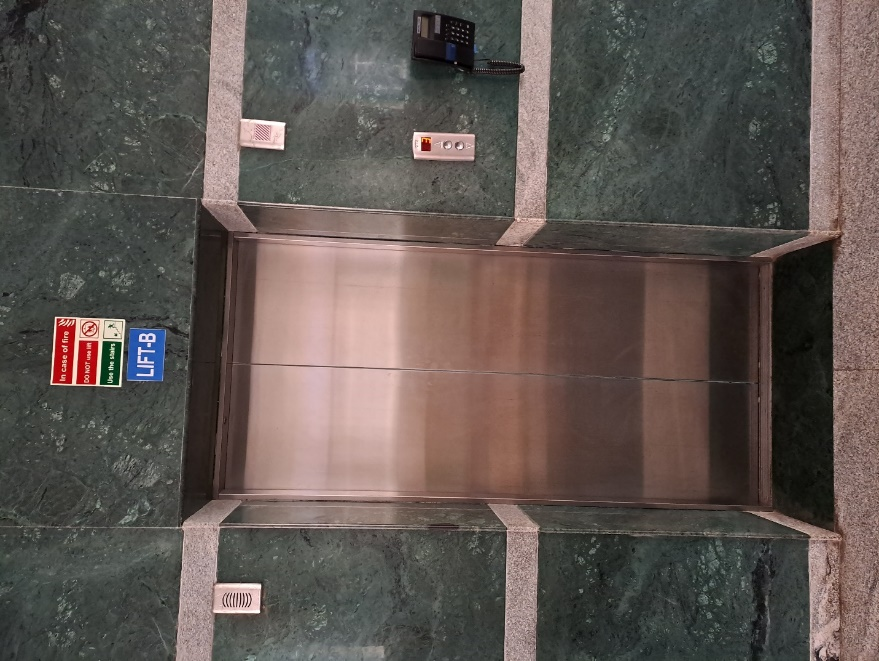 In case of fire
DO NOT use lift
Use the stairs
LIFT-B